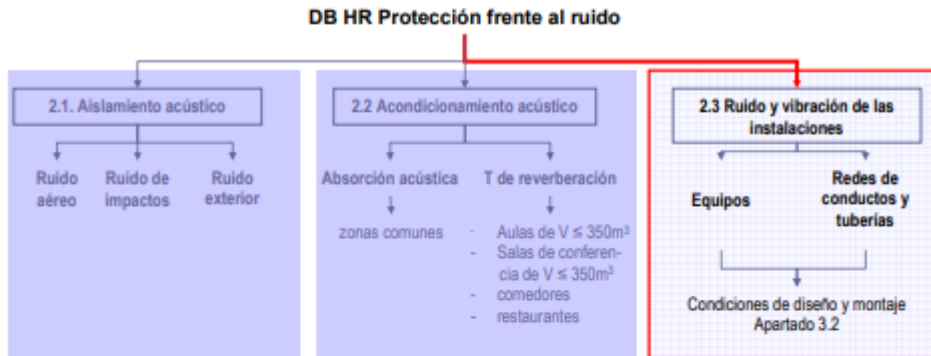 DB HR Protección frente al ruido
2.1. Aislamiento acústico
Ruido
aéreo
Ruido de
impactos
Ruido
exterior
2.2 Acondicionamiento acústico
Absorción acústica
zonas comunes
T de reverberación
- Aulas de V ≤ 350m³
- Salas de conferen-
cia de V ≤ 350m³
- comedores
- restaurantes
2.3 Ruido y vibración de las
instalaciones
Equipos
Redes de
conductos y
tuberías
Condiciones de diseño y montaje
Apartado 3.2